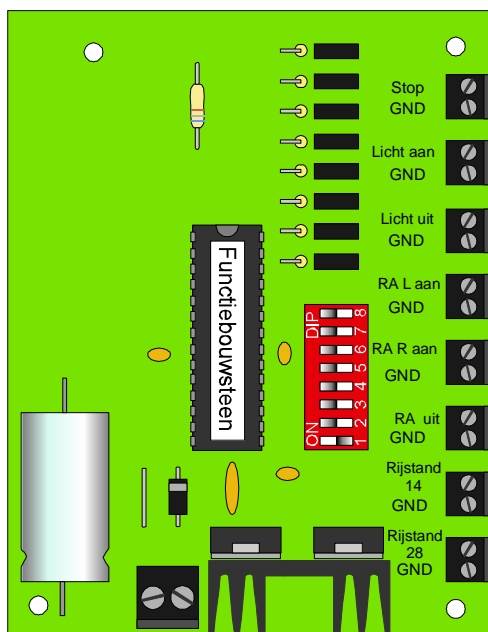 Stop
GND
Licht aan
GND
Licht uit
GND
RA L aan
GND
RA R aan
GND
RA uit
GND
Rijstand
14
GND
Rijstand
28
GND
Functiebouwsteen
ON DIP
1 2 3 4 5 6 7 8